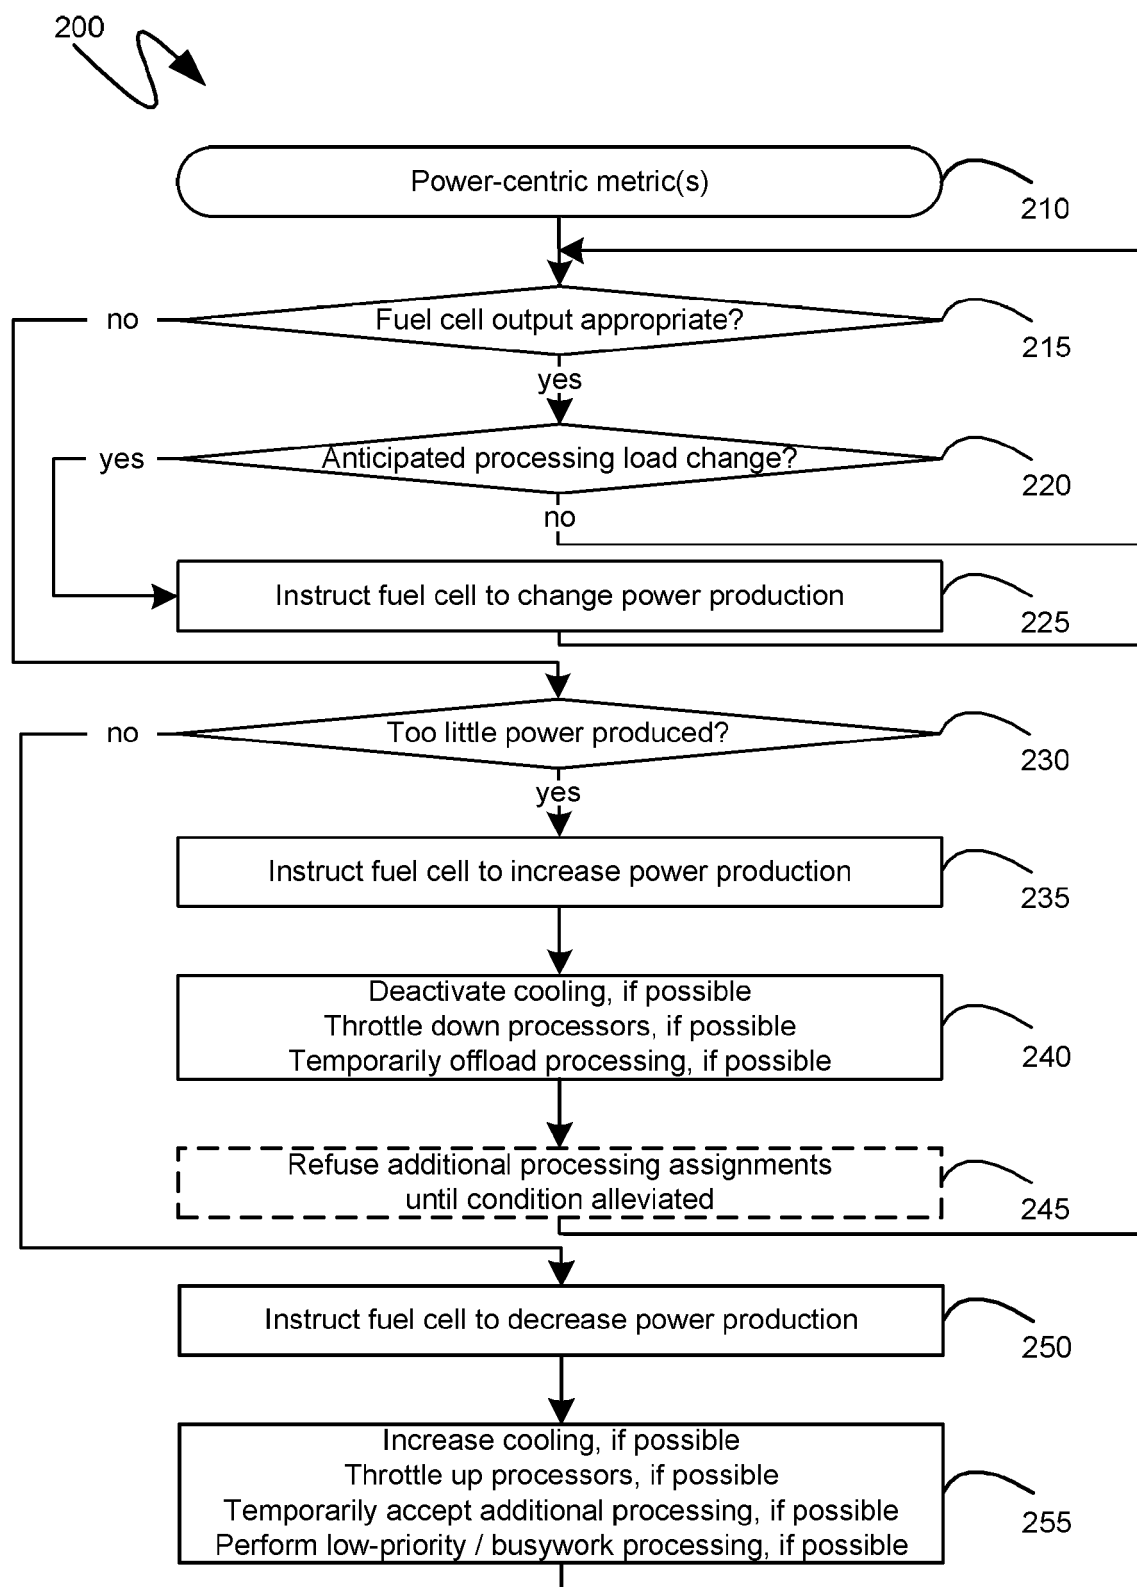 200
Power-centric metric(s)
210
no
Fuel cell output appropriate?
215
yes
yes
Anticipated processing load change?
220
no
Instruct fuel cell to change power production
225
no
Too little power produced?
230
yes
Instruct fuel cell to increase power production
235
Deactivate cooling, if possible
Throttle down processors, if possible
Temporarily offload processing, if possible
240
Refuse additional processing assignments
until condition alleviated
245
Instruct fuel cell to decrease power production
250
Increase cooling, if possible
Throttle up processors, if possible
Temporarily accept additional processing, if possible
Perform low-priority / busywork processing, if possible
255